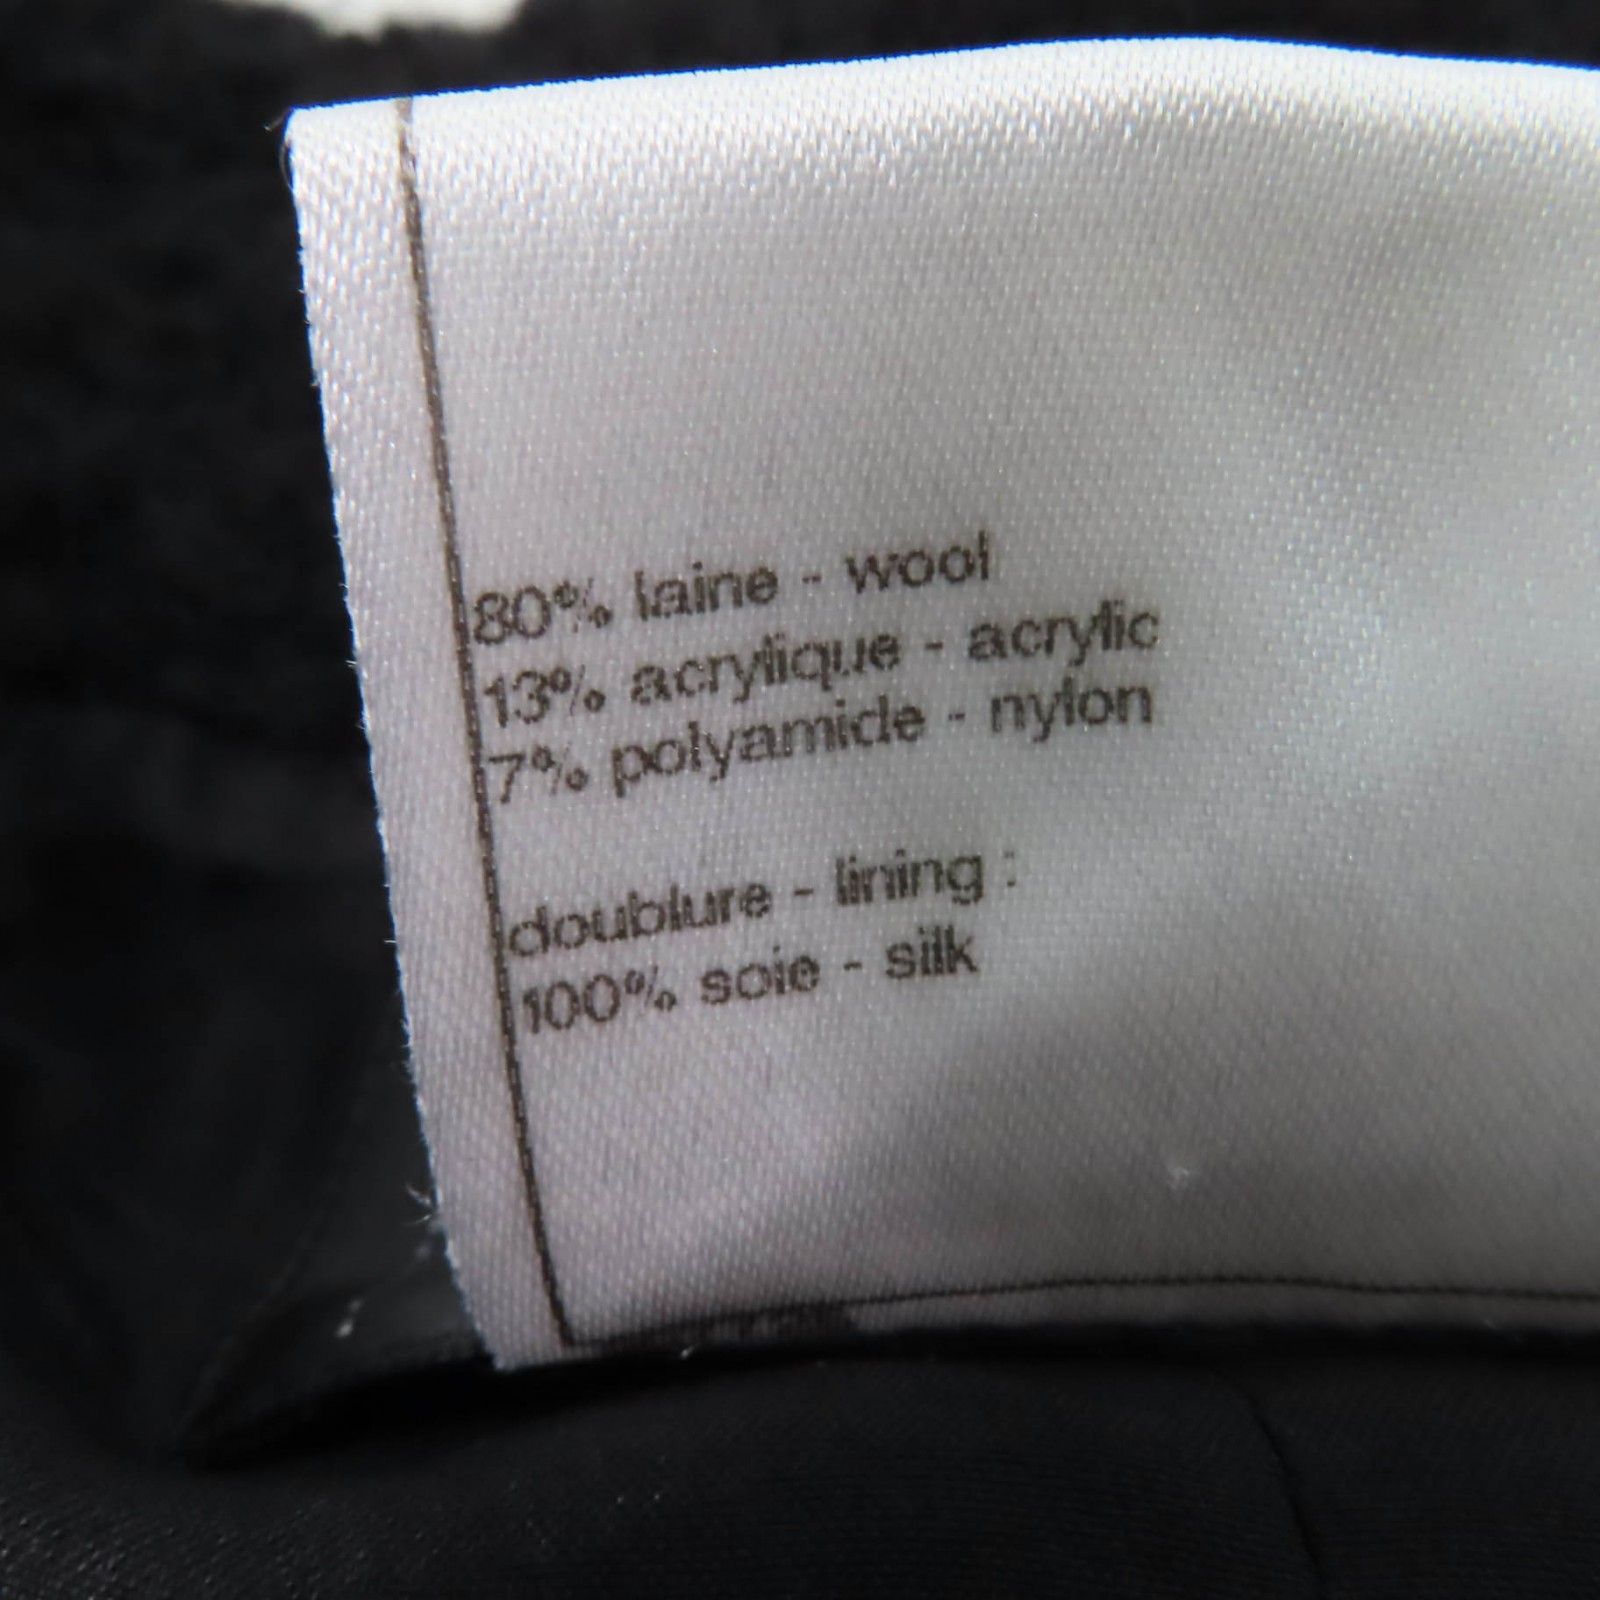 80% laine - wool
13% acrylique - acrylic
7% polyamide - nylon
doublure - lining :
100% soie - silk